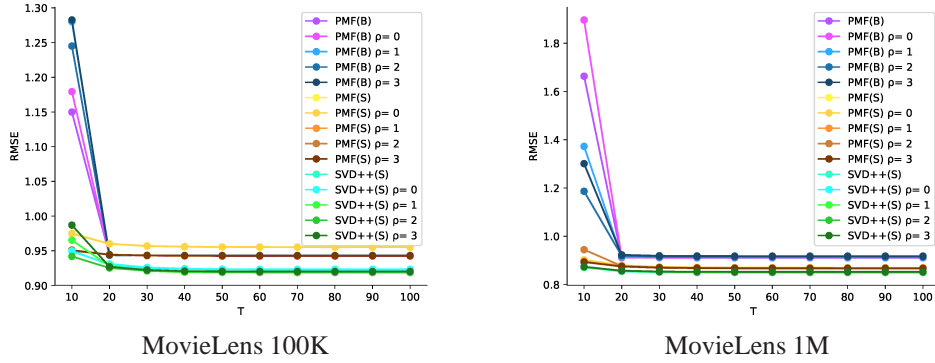 1.30
1.25
1.20
1.15
1.10
1.05
1.00
0.95
0.90
RMSE
10 20 30 40 50 60 70 80 90 100
T
PMF(B)
PMF(B) ρ= 0
PMF(B) ρ= 1
PMF(B) ρ= 2
PMF(B) ρ= 3
PMF(S)
PMF(S) ρ= 0
PMF(S) ρ= 1
PMF(S) ρ= 2
PMF(S) ρ= 3
SVD++(S)
SVD++(S) ρ= 0
SVD++(S) ρ= 1
SVD++(S) ρ= 2
SVD++(S) ρ= 3
MovieLens 100K
1.8
1.6
1.4
1.2
1.0
0.8
RMSE
10 20 30 40 50 60 70 80 90 100
T
PMF(B)
PMF(B) ρ= 0
PMF(B) ρ= 1
PMF(B) ρ= 2
PMF(B) ρ= 3
PMF(S)
PMF(S) ρ= 0
PMF(S) ρ= 1
PMF(S) ρ= 2
PMF(S) ρ= 3
SVD++(S)
SVD++(S) ρ= 0
SVD++(S) ρ= 1
SVD++(S) ρ= 2
SVD++(S) ρ= 3
MovieLens 1M